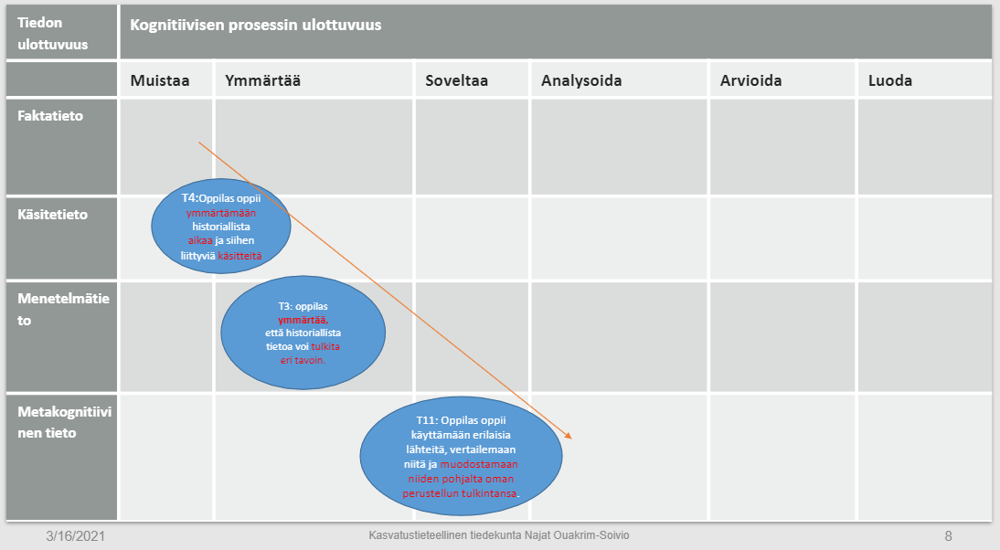 Tiedon
ulottuvuus
Kognitiivisen prosessin ulottuvuus
Muistaa
Ymmärtää
Soveltaa
Analysoida
Arvioida
Luoda
Faktatieto
Käsitetieto
T4:Oppilas oppii
ymmärtämään
historiallista
aikaa ja siihen
liittyviä käsitteitä
Menetelmätie
to
T3: oppilas
ymmärtää,
että historiallista
tietoa voi tulkita
eri tavoin.
Metakognitiivi
nen tieto
T11: Oppilas oppii
käyttämään erilaisia
lähteitä, vertailemaan
niitä ja muodostamaan
niiden pohjalta oman
perustellun tulkintansa.
3/16/2021
Kasvatustieteellinen tiedekunta Najat Ouakrim-Soivio
8